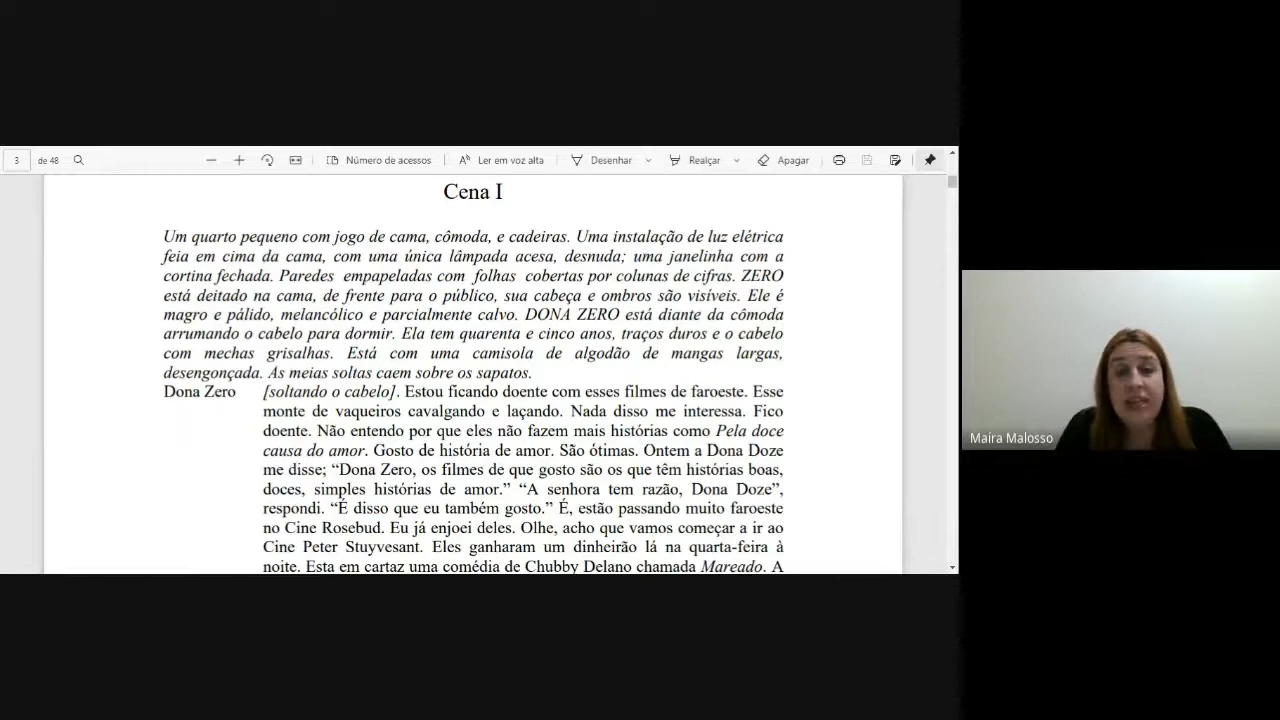 3 de 48 Número de acessos Ler em voz alta Desenhar Realçar Apagar
Cena I
Um quarto pequeno com jogo de cama, cômoda, e cadeiras. Uma instalação de luz elétrica
feia em cima da cama, com uma única lâmpada acesa, desnuda; uma janelinha com a
cortina fechada. Paredes empapeladas com folhas cobertas por colunas de cifras. ZERO
está deitado na cama, de frente para o público, sua cabeça e ombros são visíveis. Ele é
magro e pálido, melancólico e parcialmente calvo. DONA ZERO está diante da cômoda
arrumando o cabelo para dormir. Ela tem quarenta e cinco anos, traços duros e o cabelo
com mechas grisalhas. Está com uma camisola de algodão de mangas largas,
desengonçada. As meias soltas caem sobre os sapatos.
Dona Zero [soltando o cabelo]. Estou ficando doente com esses filmes de faroeste. Esse
monte de vaqueiros cavalgando e laçando. Nada disso me interessa. Fico
doente. Não entendo por que eles não fazem mais histórias como Pela doce
causa do amor. Gosto de história de amor. São ótimas. Ontem a Dona Doze
me disse; “Dona Zero, os filmes de que gosto são os que têm histórias boas,
doces, simples histórias de amor.” “A senhora tem razão, Dona Doze”,
respondi. “É disso que eu também gosto.” É, estão passando muito faroeste
no Cine Rosebud. Eu já enjoei deles. Olhe, acho que vamos começar a ir ao
Cine Peter Stuyvesant. Eles ganharam um dinheirão lá na quarta-feira à
noite. Esta em cartaz uma comédia de Chubby Delano chamada Mareado. A
Maíra Malosso